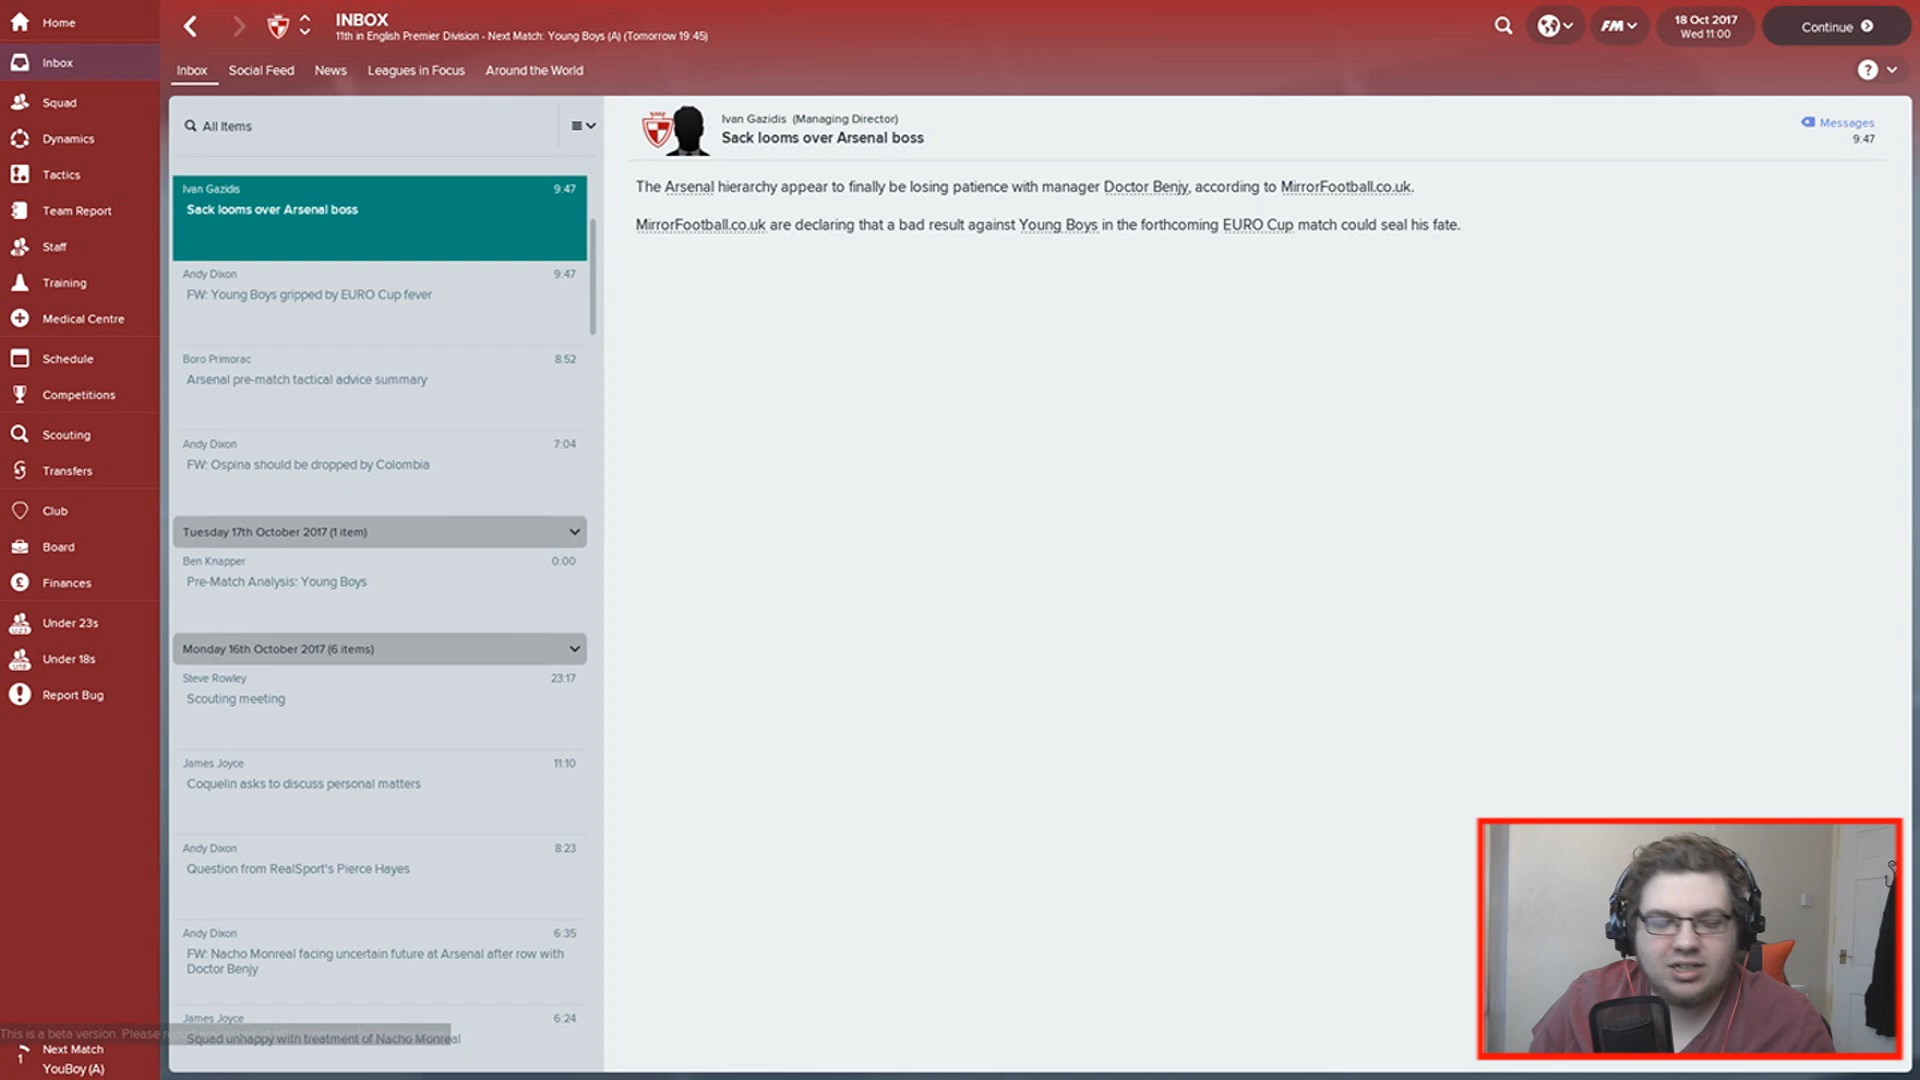 Home
Inbox
Squad
Dynamics
Tactics
Team Report
Staff
Training
Medical Centre
Schedule
Competitions
Scouting
Transfers
Club
Board
Finances
Under 23s
Under 18s
Report Bug
This is a beta version. Please
1
Next Match
YouBoy (A)
INBOX
11th in English Premier Division - Next Match: Young Boys (A) (Tomorrow 19:45)
FM
18 Oct 2017
Wed 11:00
Continue
Inbox Social Feed News Leagues in Focus Around the World
?
All Items
Ivan Gazidis 9:47
Sack looms over Arsenal boss
Andy Dixon 9:47
FW: Young Boys gripped by EURO Cup fever
Boro Primorac 8:52
Arsenal pre-match tactical advice summary
Andy Dixon 7:04
FW: Ospina should be dropped by Colombia
Tuesday 17th October 2017 (1 item)
Ben Knapper 0:00
Pre-Match Analysis: Young Boys
Monday 16th October 2017 (6 items)
Steve Rowley 23:17
Scouting meeting
James Joyce 11:10
Coquelin asks to discuss personal matters
Andy Dixon 8:23
Question from RealSport's Pierce Hayes
Andy Dixon 6:35
FW: Nacho Monreal facing uncertain future at Arsenal after row with
Doctor Benjy
James Joyce 6:24
Squad unhappy with treatment of Nacho Monreal
Ivan Gazidis (Managing Director)
Sack looms over Arsenal boss
Messages
9:47
The Arsenal hierarchy appear to finally be losing patience with manager Doctor Benjy, according to MirrorFootball.co.uk.
MirrorFootball.co.uk are declaring that a bad result against Young Boys in the forthcoming EURO Cup match could seal his fate.